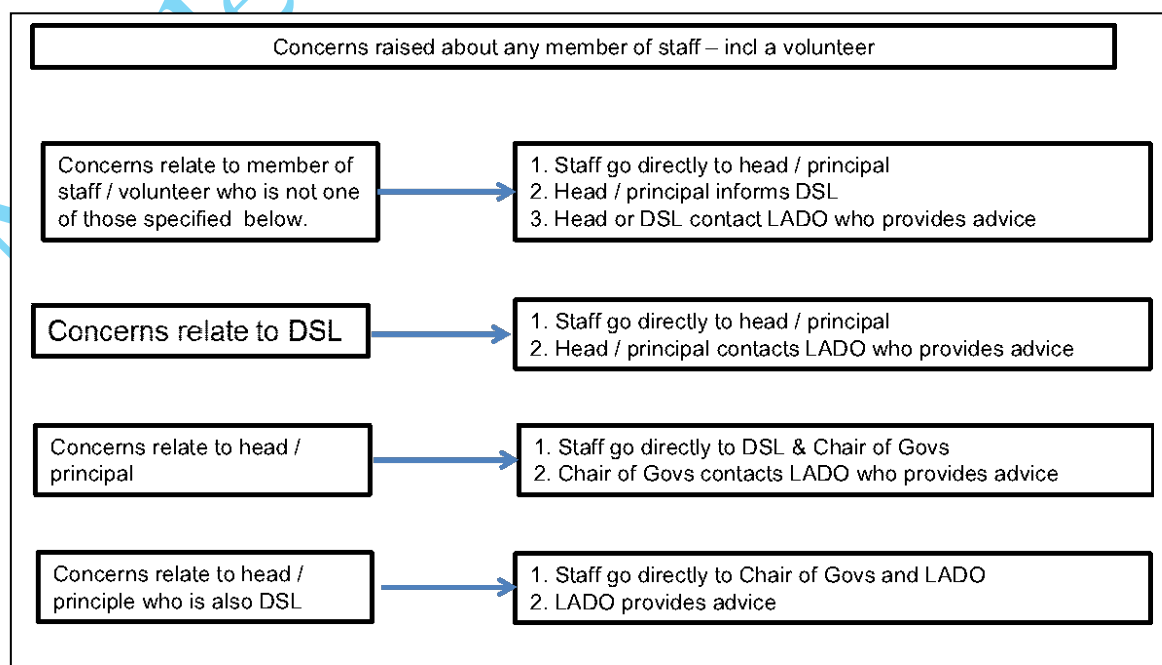 Concerns raised about any member of staff – incl a volunteer
Concerns relate to member of
staff / volunteer who is not one
of those specified below.
1. Staff go directly to head / principal
2. Head / principal informs DSL
3. Head or DSL contact LADO who provides advice
Concerns relate to DSL
1. Staff go directly to head / principal
2. Head / principal contacts LADO who provides advice
Concerns relate to head /
principal
1. Staff go directly to DSL & Chair of Govs
2. Chair of Govs contacts LADO who provides advice
Concerns relate to head /
principle who is also DSL
1. Staff go directly to Chair of Govs and LADO
2. LADO provides advice